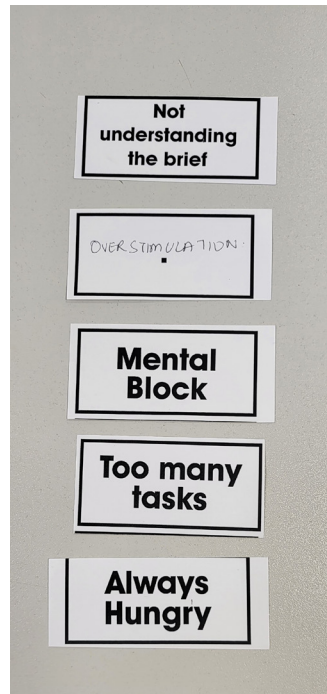 Not
understanding
the brief
OVERSTIMULATION.
Mental
Block
Too many
tasks
Always
Hungry